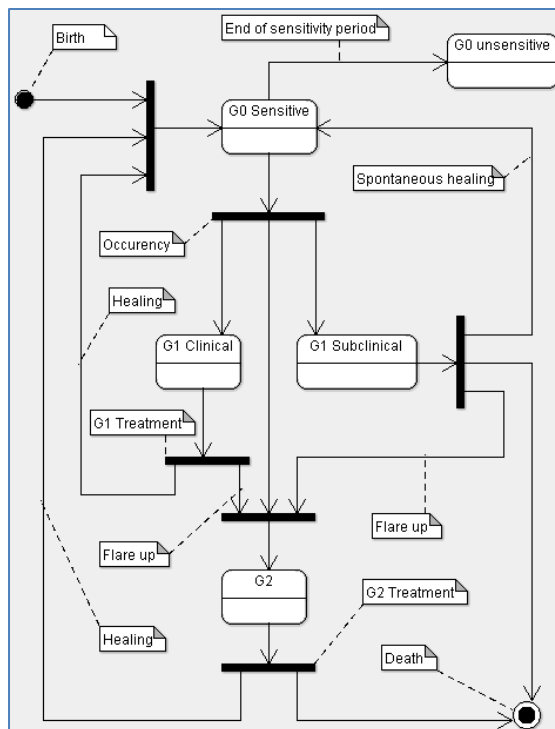 End of sensitivity period
Birth
G0 unsensitive
G0 Sensitive
Spontaneous healing
Occurency
Healing
G1 Clinical
G1 Subclinical
G1 Treatment
Flare up
Flare up
G2
G2 Treatment
Healing
Death